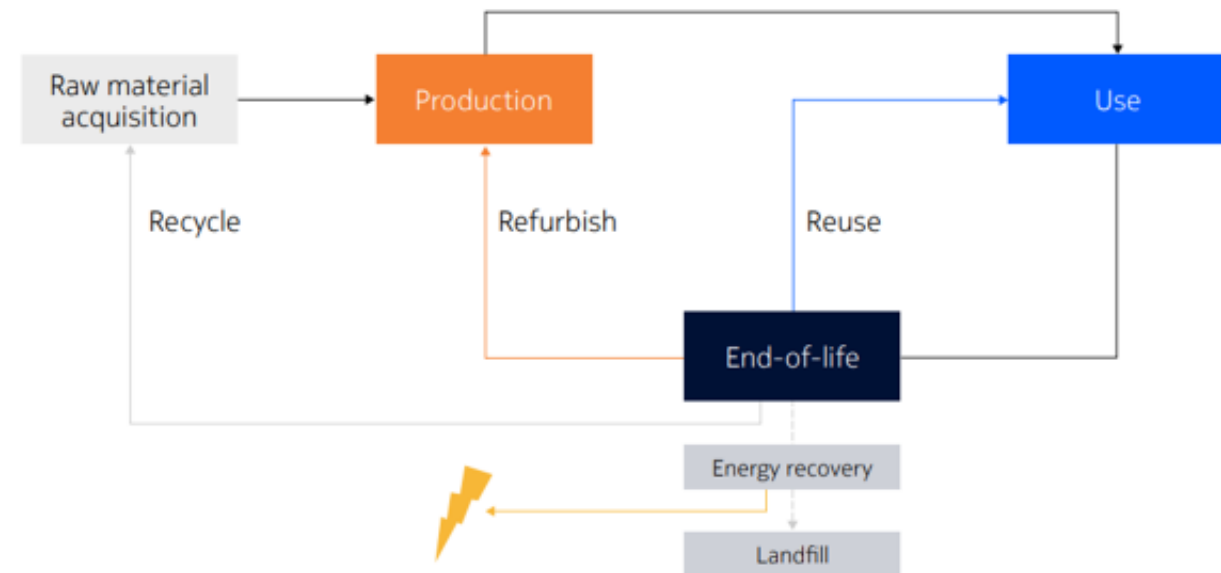 Raw material
acquisition
Production
Use
Recycle
Refurbish
Reuse
End-of-life
Energy recovery
Landfill